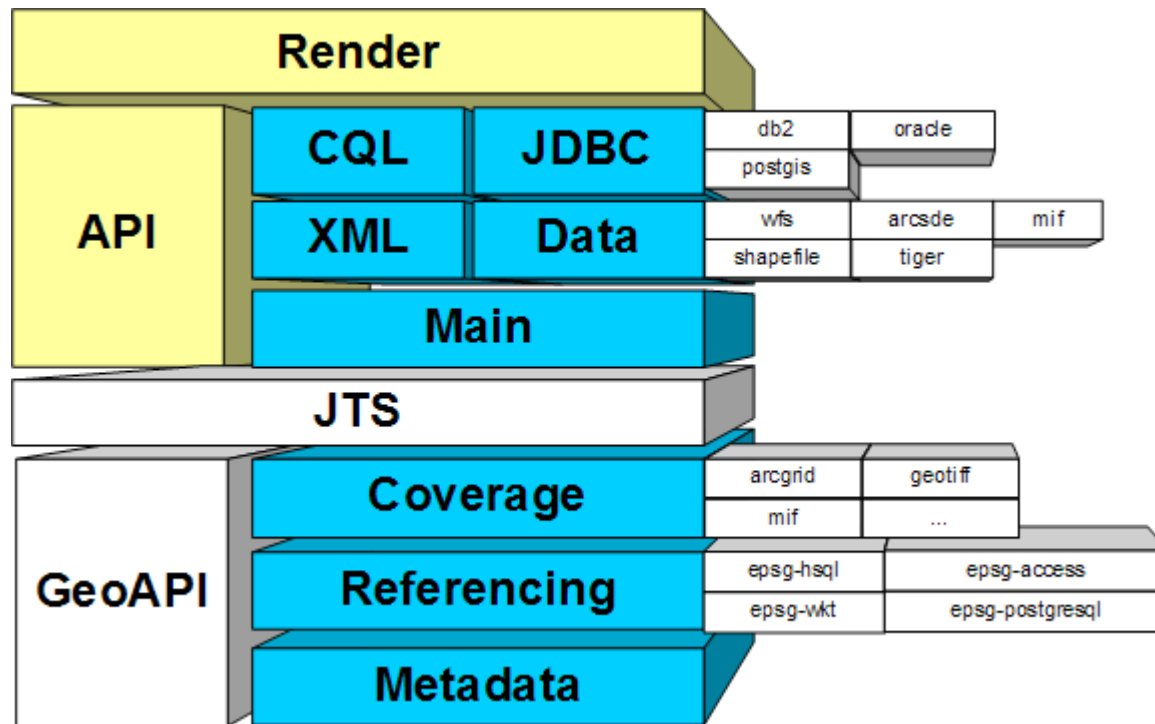 Render
API
CQL
JDBC
db2
oracle
postgis
XML
Data
wfs
arcsde
mif
shapefile
tiger
Main
JTS
GeoAPI
Coverage
arcgrid
geotiff
mif
...
Referencing
epsg-hsql
epsg-access
epsg-wkt
epsg-postgresql
Metadata